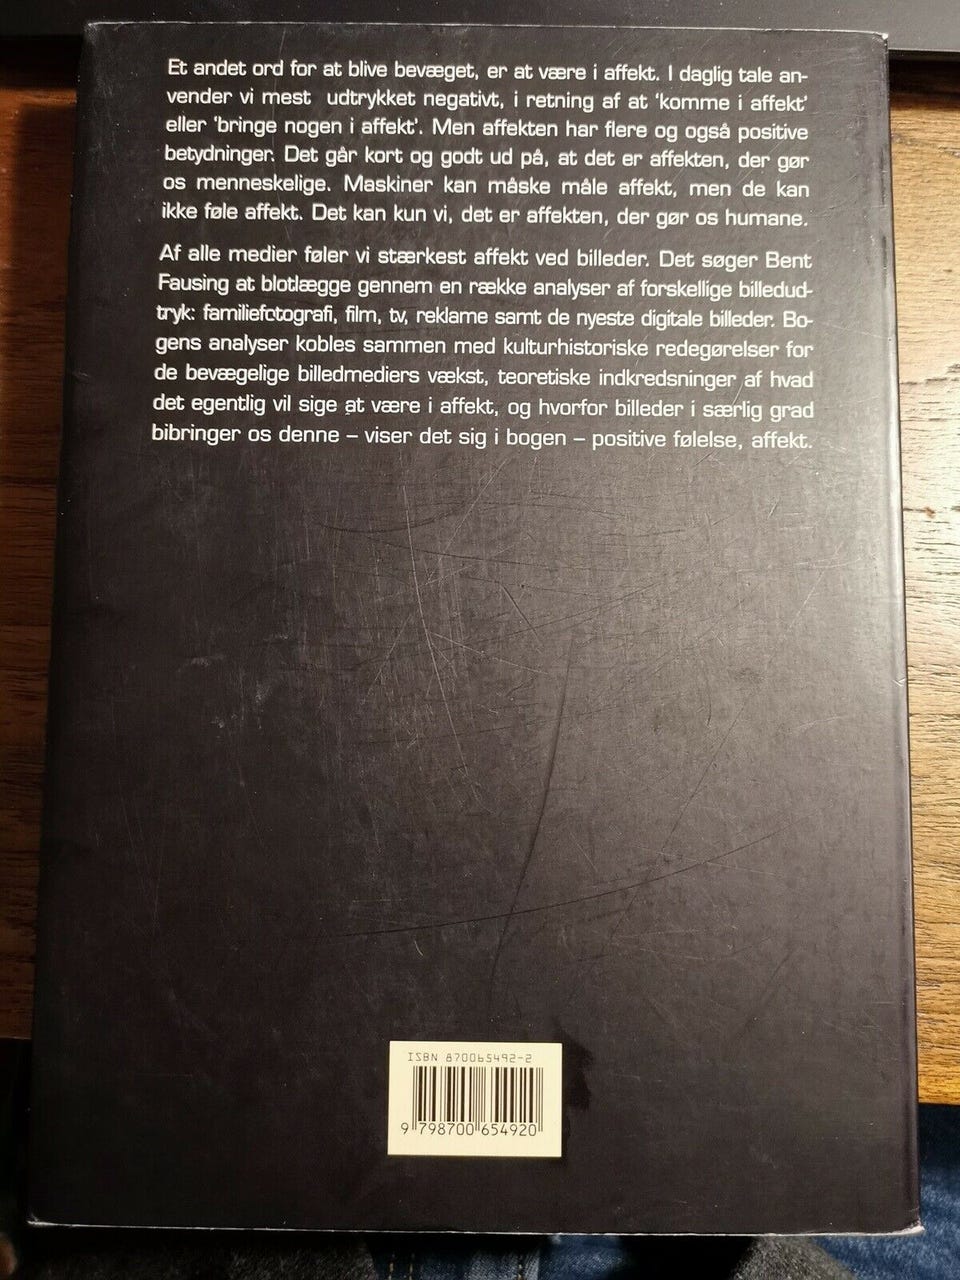 Et andet ord for at blive bevæget, er at være i affekt. I daglig tale an-
vender vi mest udtrykket negativt, i retning af at 'komme i affekt'
eller 'bringe nogen i affekt'. Men affekten har flere og også positive
betydninger. Det går kort og godt ud på, at det er affekten, der gør
os menneskelige. Maskiner kan måske måle affekt, men de kan
ikke føle affekt. Det kan kun vi, det er affekten, der gør os humane.
Af alle medier føler vi stærkest affekt ved billeder. Det søger Bent
Fausing at blotlægge gennem en række analyser af forskellige billedud-
tryk: familiefotografi, film, tv, reklame samt de nyeste digitale billeder. Bo-
gens analyser kobles sammen med kulturhistoriske redegørelser for
de bevægelige billedmediers vækst, teoretiske indkredsninger af hvad
det egentlig vil sige at være i affekt, og hvorfor billeder i særlig grad
bibringer os denne – viser det sig i bogen – positive følelse, affekt.
ISBN 870065492-2
9 798700 654920